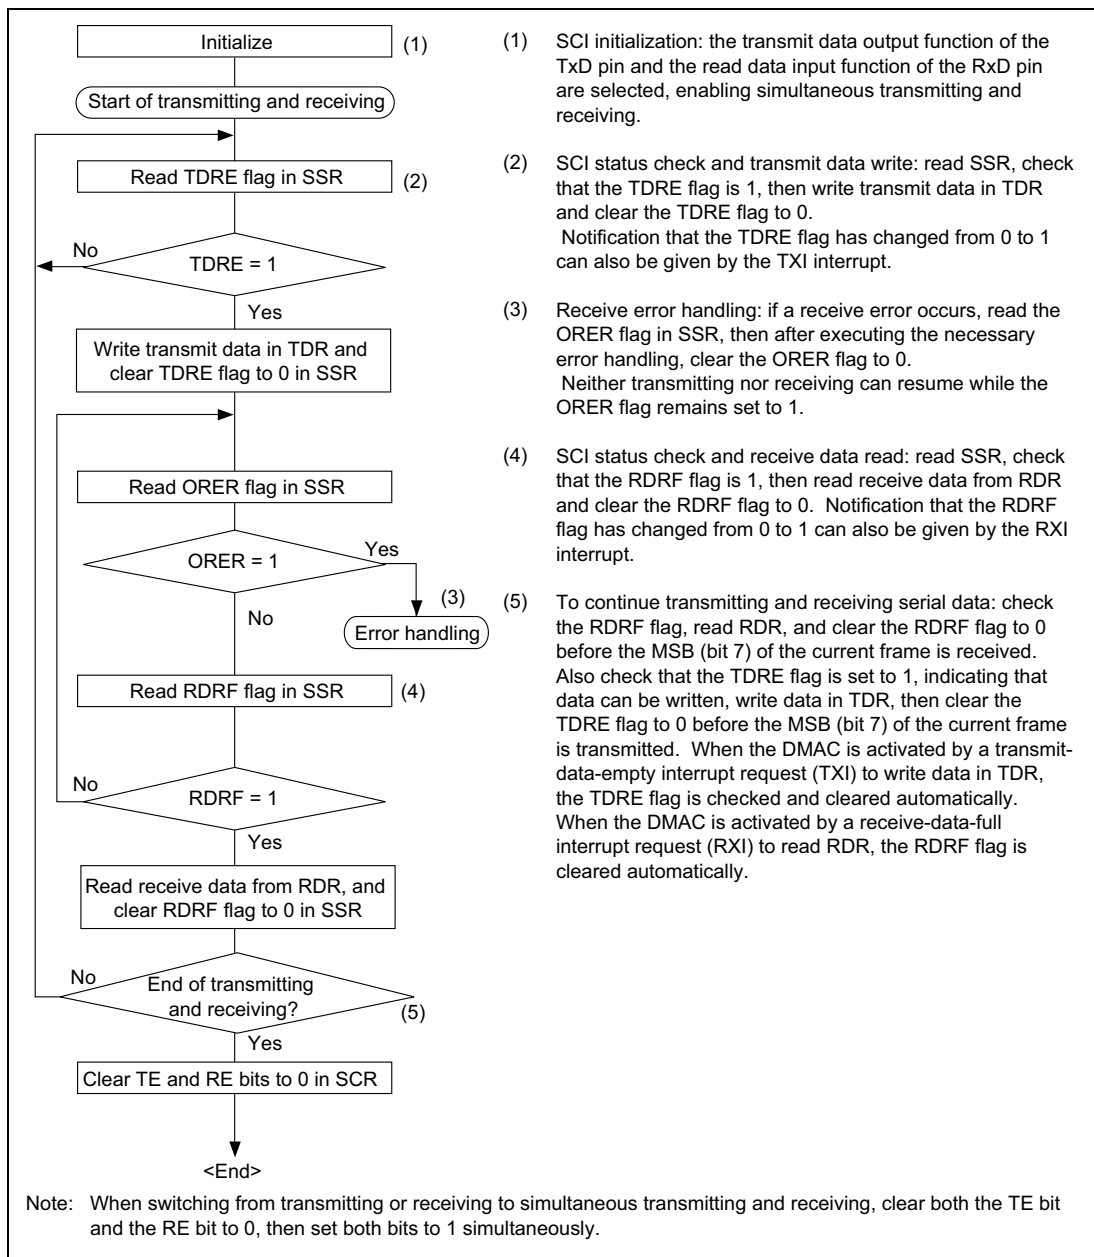 Initialize
(1)
Start of transmitting and receiving
Read TDRE flag in SSR
(2)
No
TDRE = 1
Yes
Write transmit data in TDR and
clear TDRE flag to 0 in SSR
Read ORER flag in SSR
Yes
ORER = 1
(3)
No
Error handling
Read RDRF flag in SSR
(4)
No
RDRF = 1
Yes
Read receive data from RDR, and
clear RDRF flag to 0 in SSR
No
End of transmitting
and receiving?
(5)
Yes
Clear TE and RE bits to 0 in SCR
<End>
(1) SCI initialization: the transmit data output function of the
TxD pin and the read data input function of the RxD pin
are selected, enabling simultaneous transmitting and
receiving.
(2) SCI status check and transmit data write: read SSR, check
that the TDRE flag is 1, then write transmit data in TDR
and clear the TDRE flag to 0.
Notification that the TDRE flag has changed from 0 to 1
can also be given by the TXI interrupt.
(3) Receive error handling: if a receive error occurs, read the
ORER flag in SSR, then after executing the necessary
error handling, clear the ORER flag to 0.
Neither transmitting nor receiving can resume while the
ORER flag remains set to 1.
(4) SCI status check and receive data read: read SSR, check
that the RDRF flag is 1, then read receive data from RDR
and clear the RDRF flag to 0. Notification that the RDRF
flag has changed from 0 to 1 can also be given by the RXI
interrupt.
(5) To continue transmitting and receiving serial data: check
the RDRF flag, read RDR, and clear the RDRF flag to 0
before the MSB (bit 7) of the current frame is received.
Also check that the TDRE flag is set to 1, indicating that
data can be written, write data in TDR, then clear the
TDRE flag to 0 before the MSB (bit 7) of the current frame
is transmitted. When the DMAC is activated by a transmit-
data-empty interrupt request (TXI) to write data in TDR,
the TDRE flag is checked and cleared automatically.
When the DMAC is activated by a receive-data-full
interrupt request (RXI) to read RDR, the RDRF flag is
cleared automatically.
Note: When switching from transmitting or receiving to simultaneous transmitting and receiving, clear both the TE bit
and the RE bit to 0, then set both bits to 1 simultaneously.